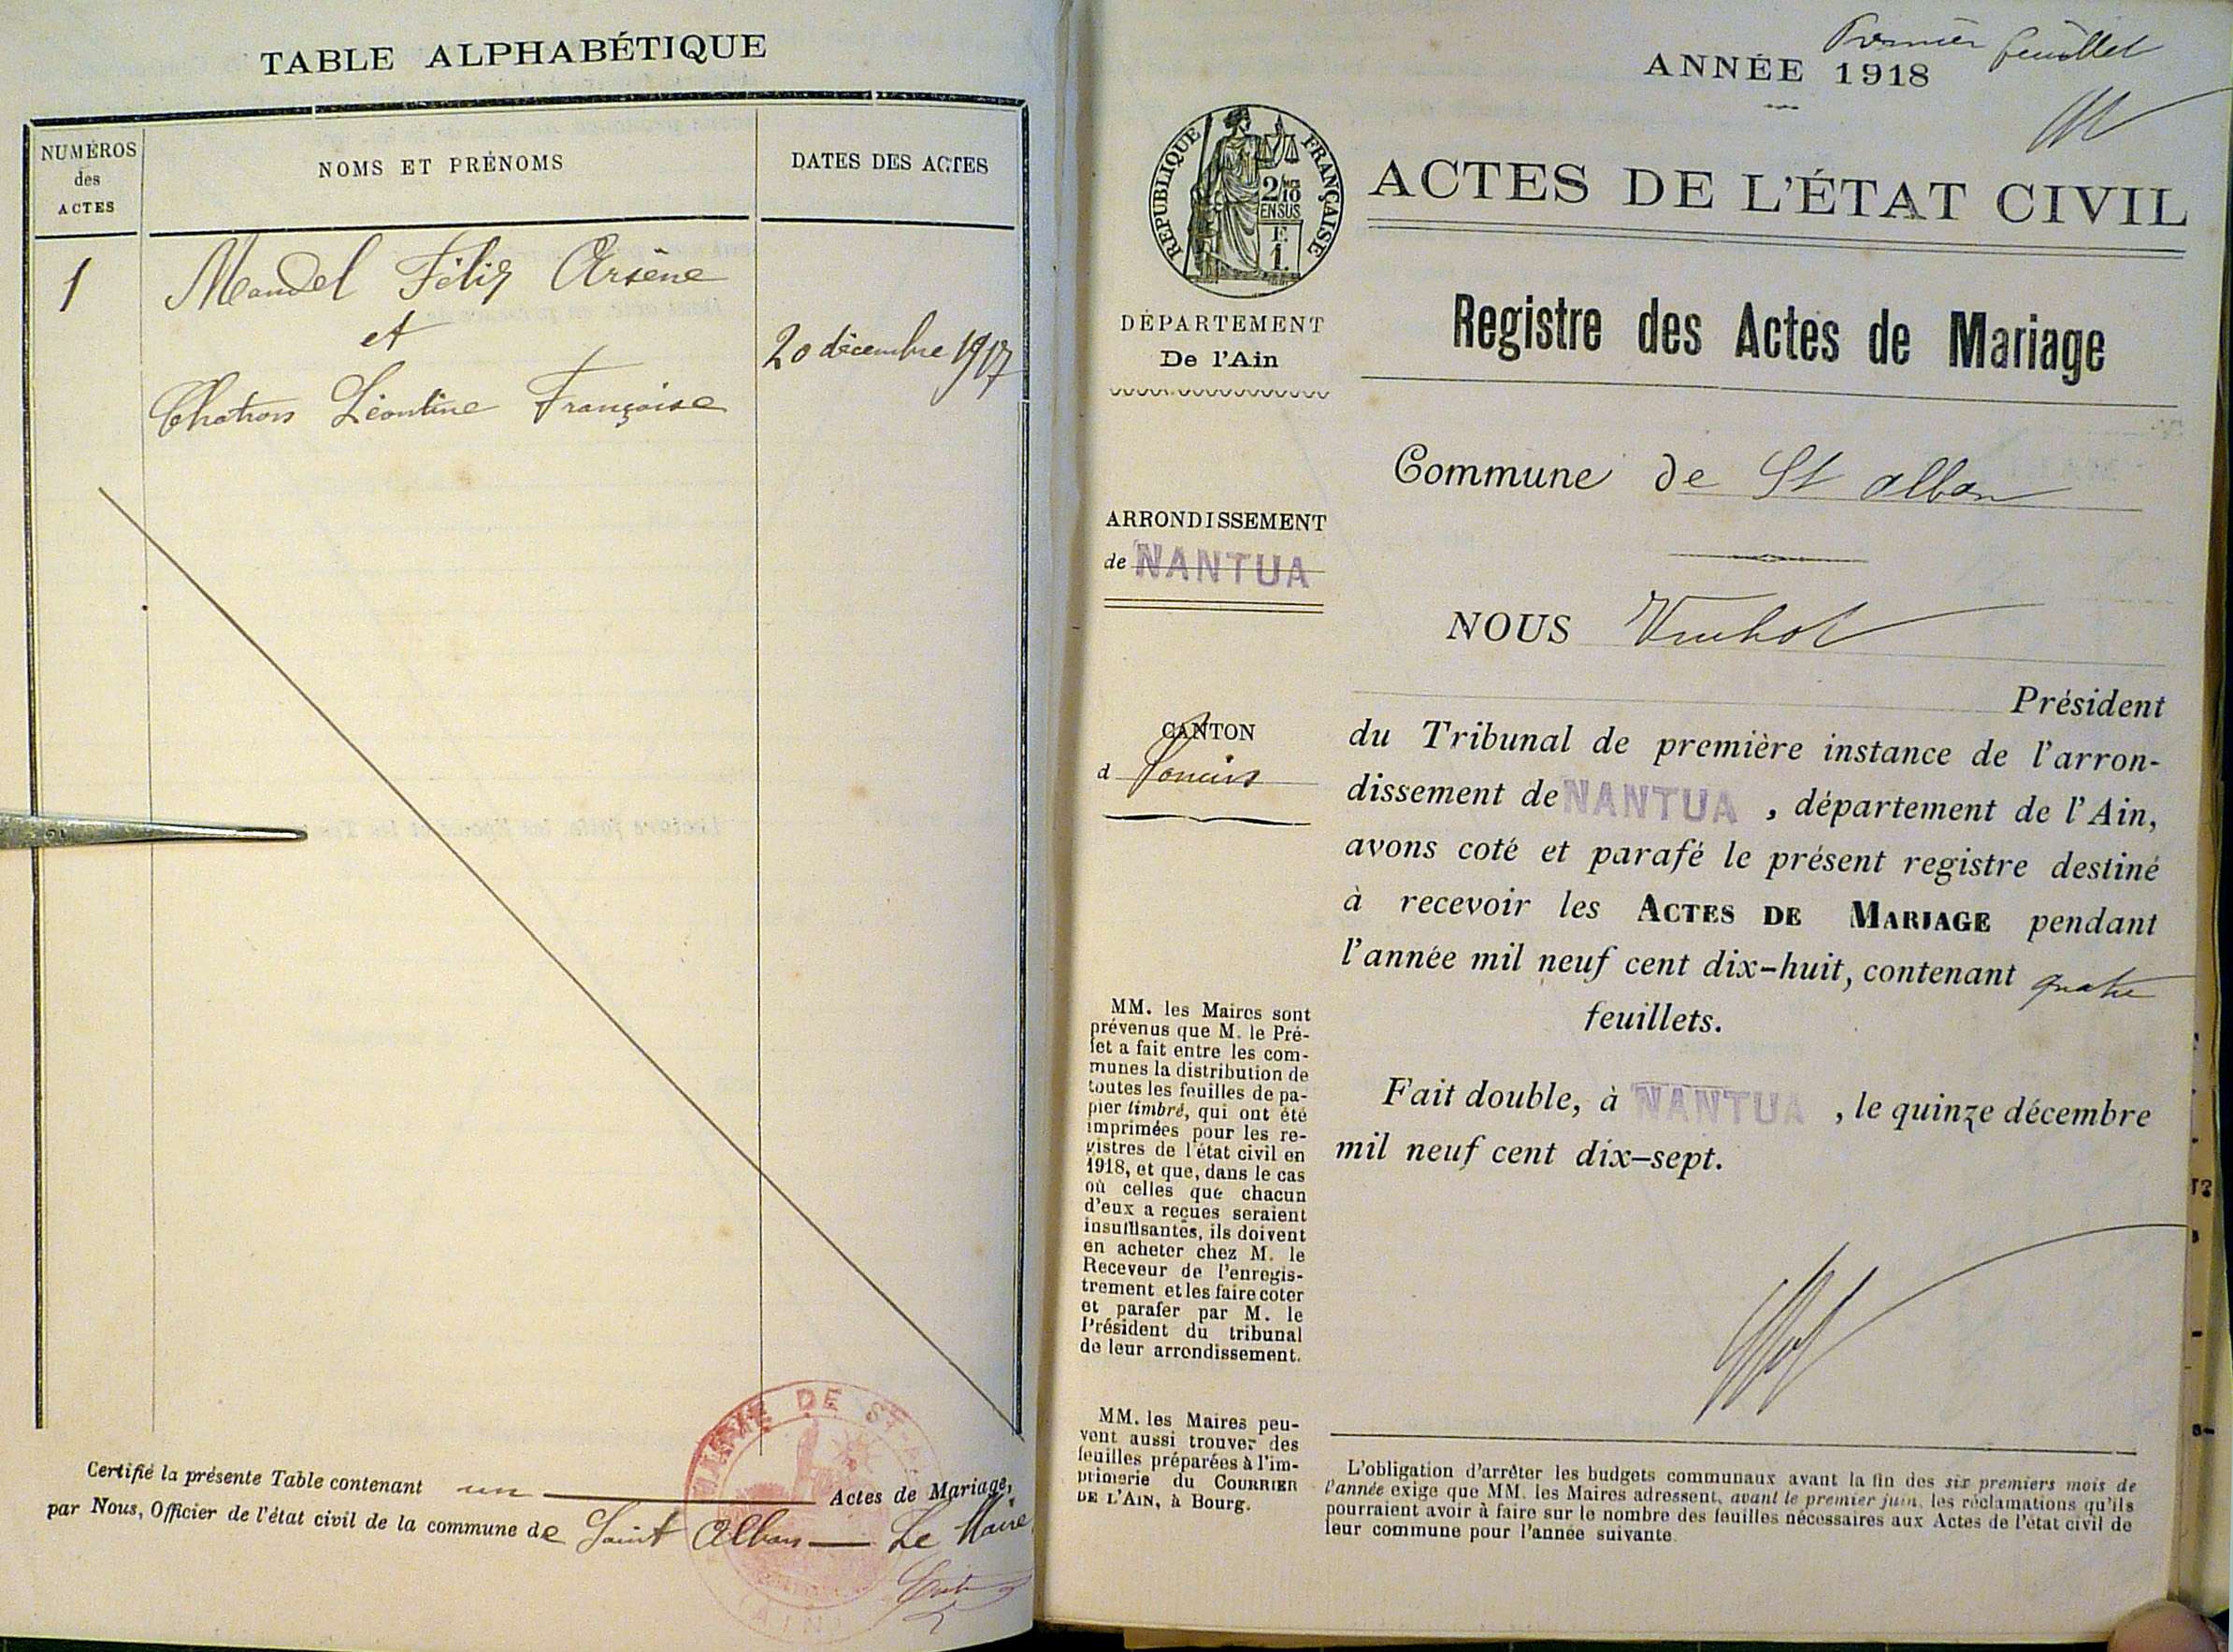 TABLE ALPHABÉTIQUE
NUMÉROS
des
ACTES
NOMS ET PRÉNOMS
DATES DES ACTES
1
Mandel Félix Arsène
et
20 décembre 1917
Chatron Léontine Françoise
Certifié la présente Table contenant un Actes de Mariage,
par Nous, Officier de l'état civil de la commune de Saint Alban Le Maire
MAIRIE DE ST-A
(AIN)
Premier feuillet
ANNÉE 1918
RÉPUBLIQUE FRANÇAISE
2/10
EN SUS
F.
1.
ACTES DE L'ÉTAT CIVIL
DÉPARTEMENT
De l'Ain
Registre des Actes de Mariage
Commune de St alban
ARRONDISSEMENT
de NANTUA
NOUS
Président
CANTON
d
du Tribunal de première instance de l'arron-
dissement de NANTUA, département de l'Ain,
avons coté et parafé le présent registre destiné
à recevoir les ACTES DE MARIAGE pendant
l'année mil neuf cent dix-huit, contenant quatre
feuillets.
Fait double, à NANTUA, le quinze décembre
mil neuf cent dix-sept.
MM. les Maires sont
prévenus que M. le Pré-
fet a fait entre les com-
munes la distribution de
toutes les feuilles de pa-
pier timbré, qui ont été
imprimées pour les re-
gistres de l'état civil en
1918, et que, dans le cas
où celles que chacun
d'eux a reçues seraient
insuffisantes, ils doivent
en acheter chez M. le
Receveur de l'enregis-
trement et les faire coter
et parafer par M. le
Président du tribunal
de leur arrondissement.
MM. les Maires peu-
vent aussi trouver des
feuilles préparées à l'im-
primerie du COURRIER
DE L'AIN, à Bourg.
L'obligation d'arrêter les budgets communaux avant la fin des six premiers mois de
l'année exige que MM. les Maires adressent, avant le premier juin, les réclamations qu'ils
pourraient avoir à faire sur le nombre des feuilles nécessaires aux Actes de l'état civil de
leur commune pour l'année suivante.